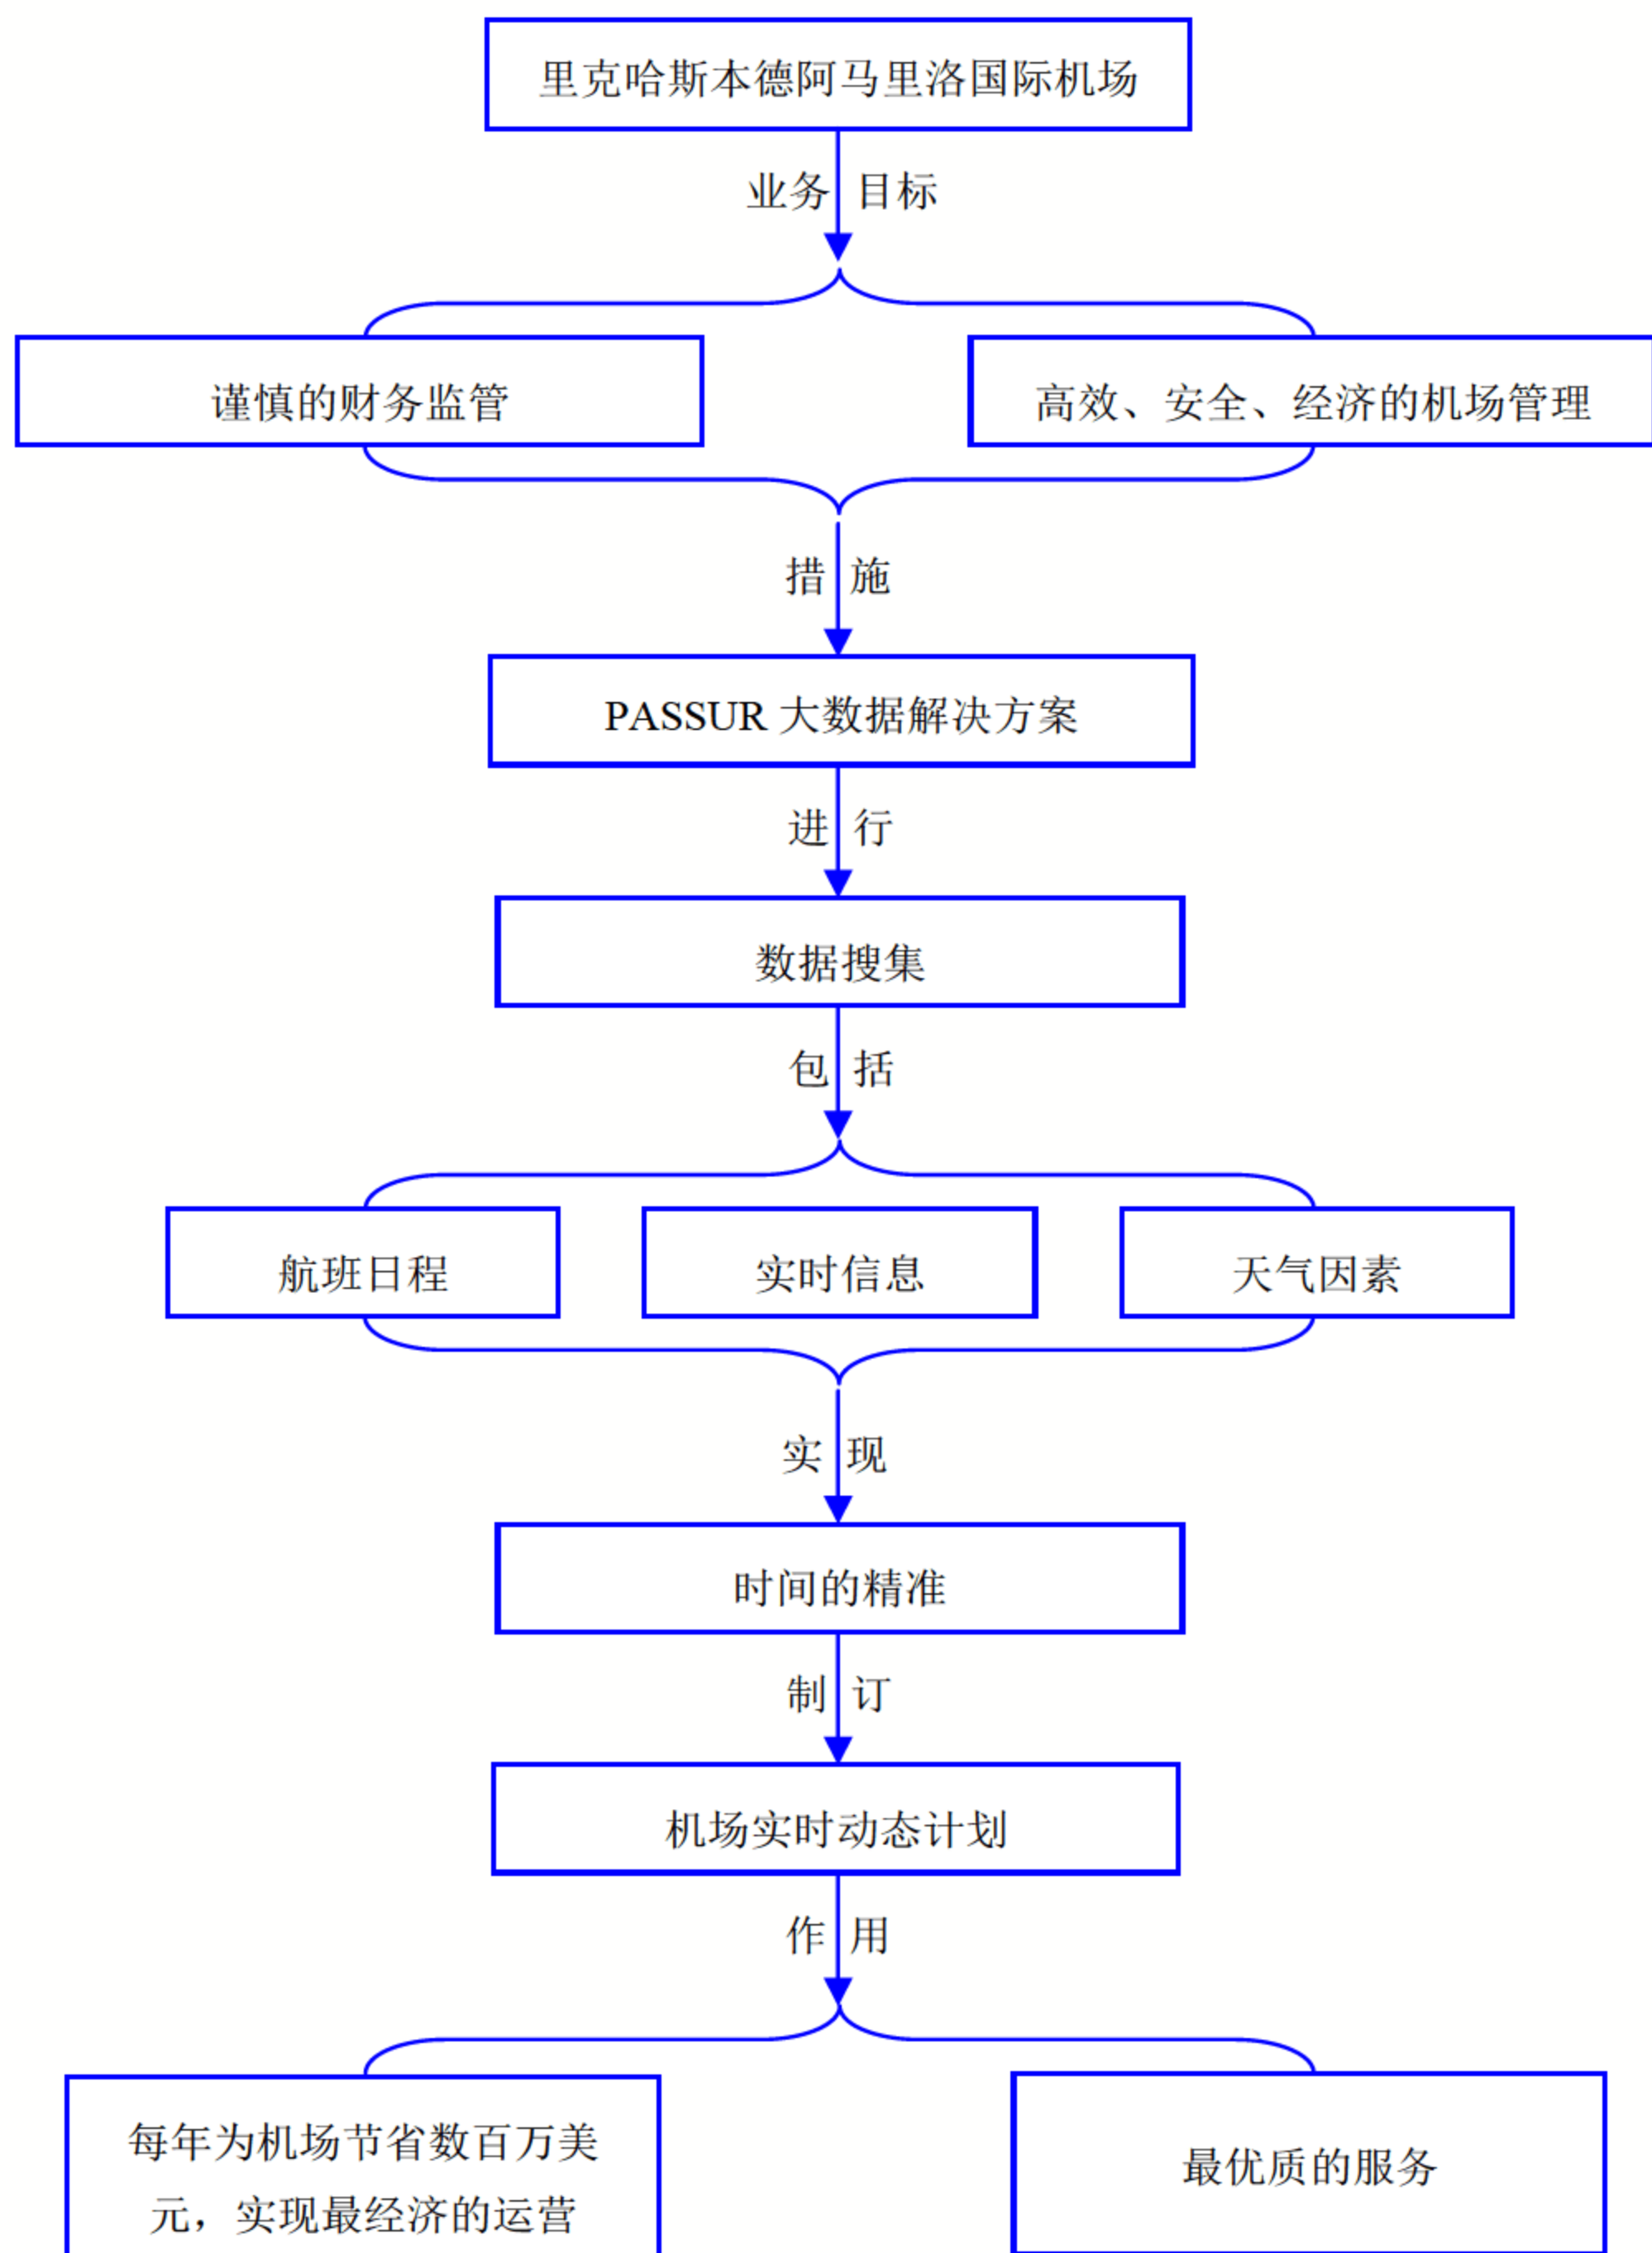 里克哈斯本德阿马里洛国际机场
业务 目标
谨慎的财务监管
高效、安全、经济的机场管理
措 施
PASSUR 大数据解决方案
进 行
数据搜集
包 括
航班日程
实时信息
天气因素
实 现
时间的精准
制 订
机场实时动态计划
作 用
每年为机场节省数百万美
元，实现最经济的运营
最优质的服务